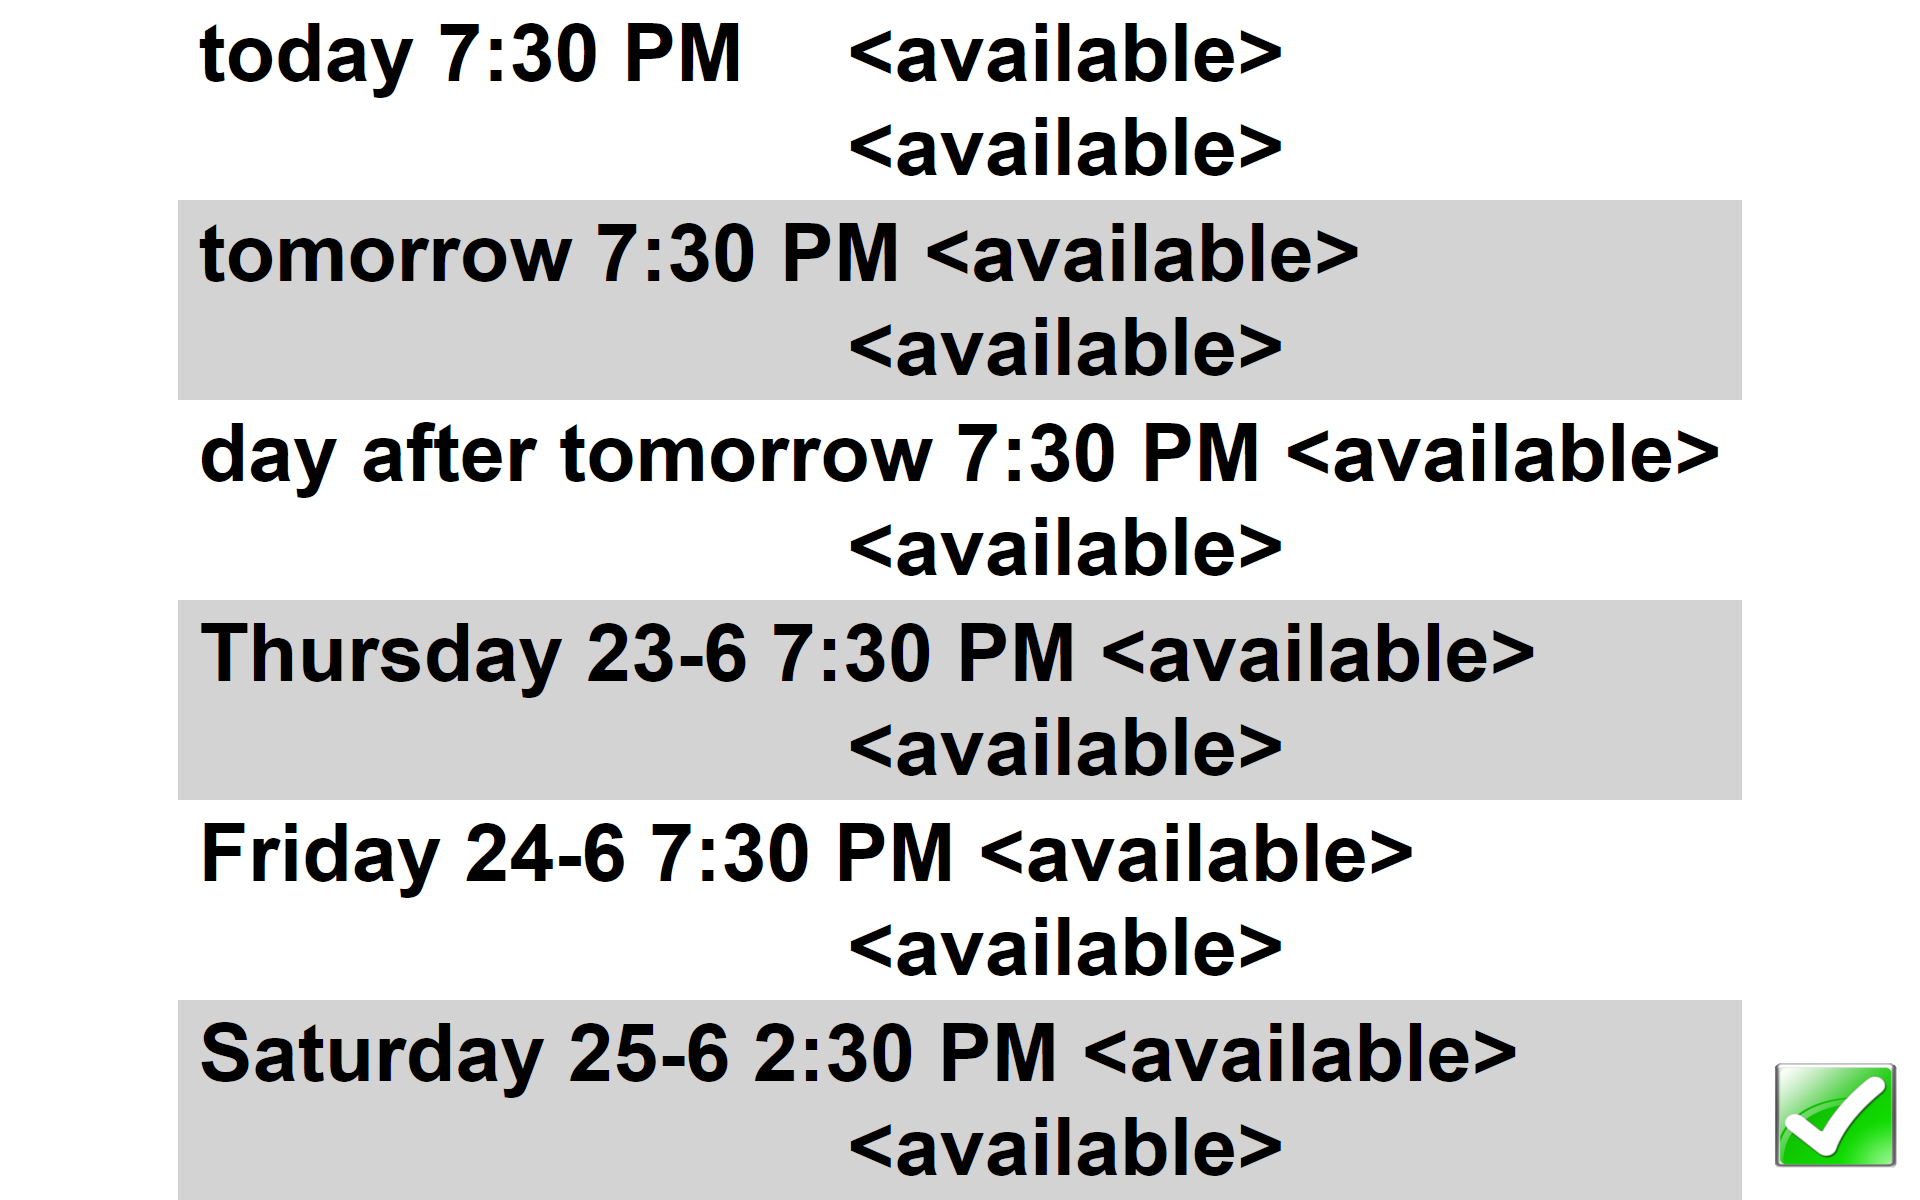 today 7:30 PM <available>
<available>
tomorrow 7:30 PM <available>
<available>
day after tomorrow 7:30 PM <available>
<available>
Thursday 23-6 7:30 PM <available>
<available>
Friday 24-6 7:30 PM <available>
<available>
Saturday 25-6 2:30 PM <available>
<available>